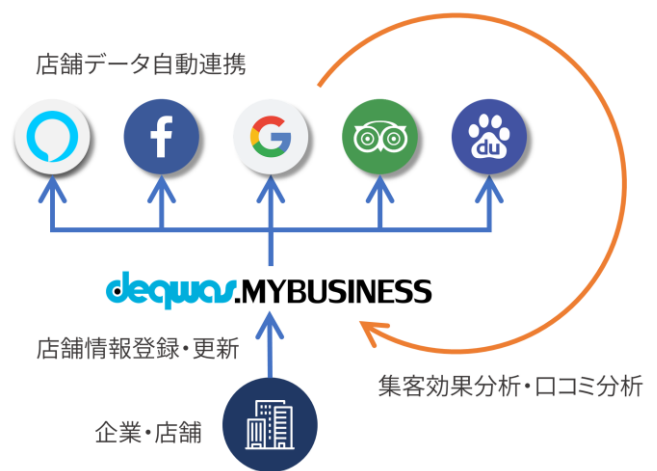 店舗データ自動連携
f
G
du
deqwas.MYBUSINESS
店舗情報登録・更新
集客効果分析・口コミ分析
企業・店舗